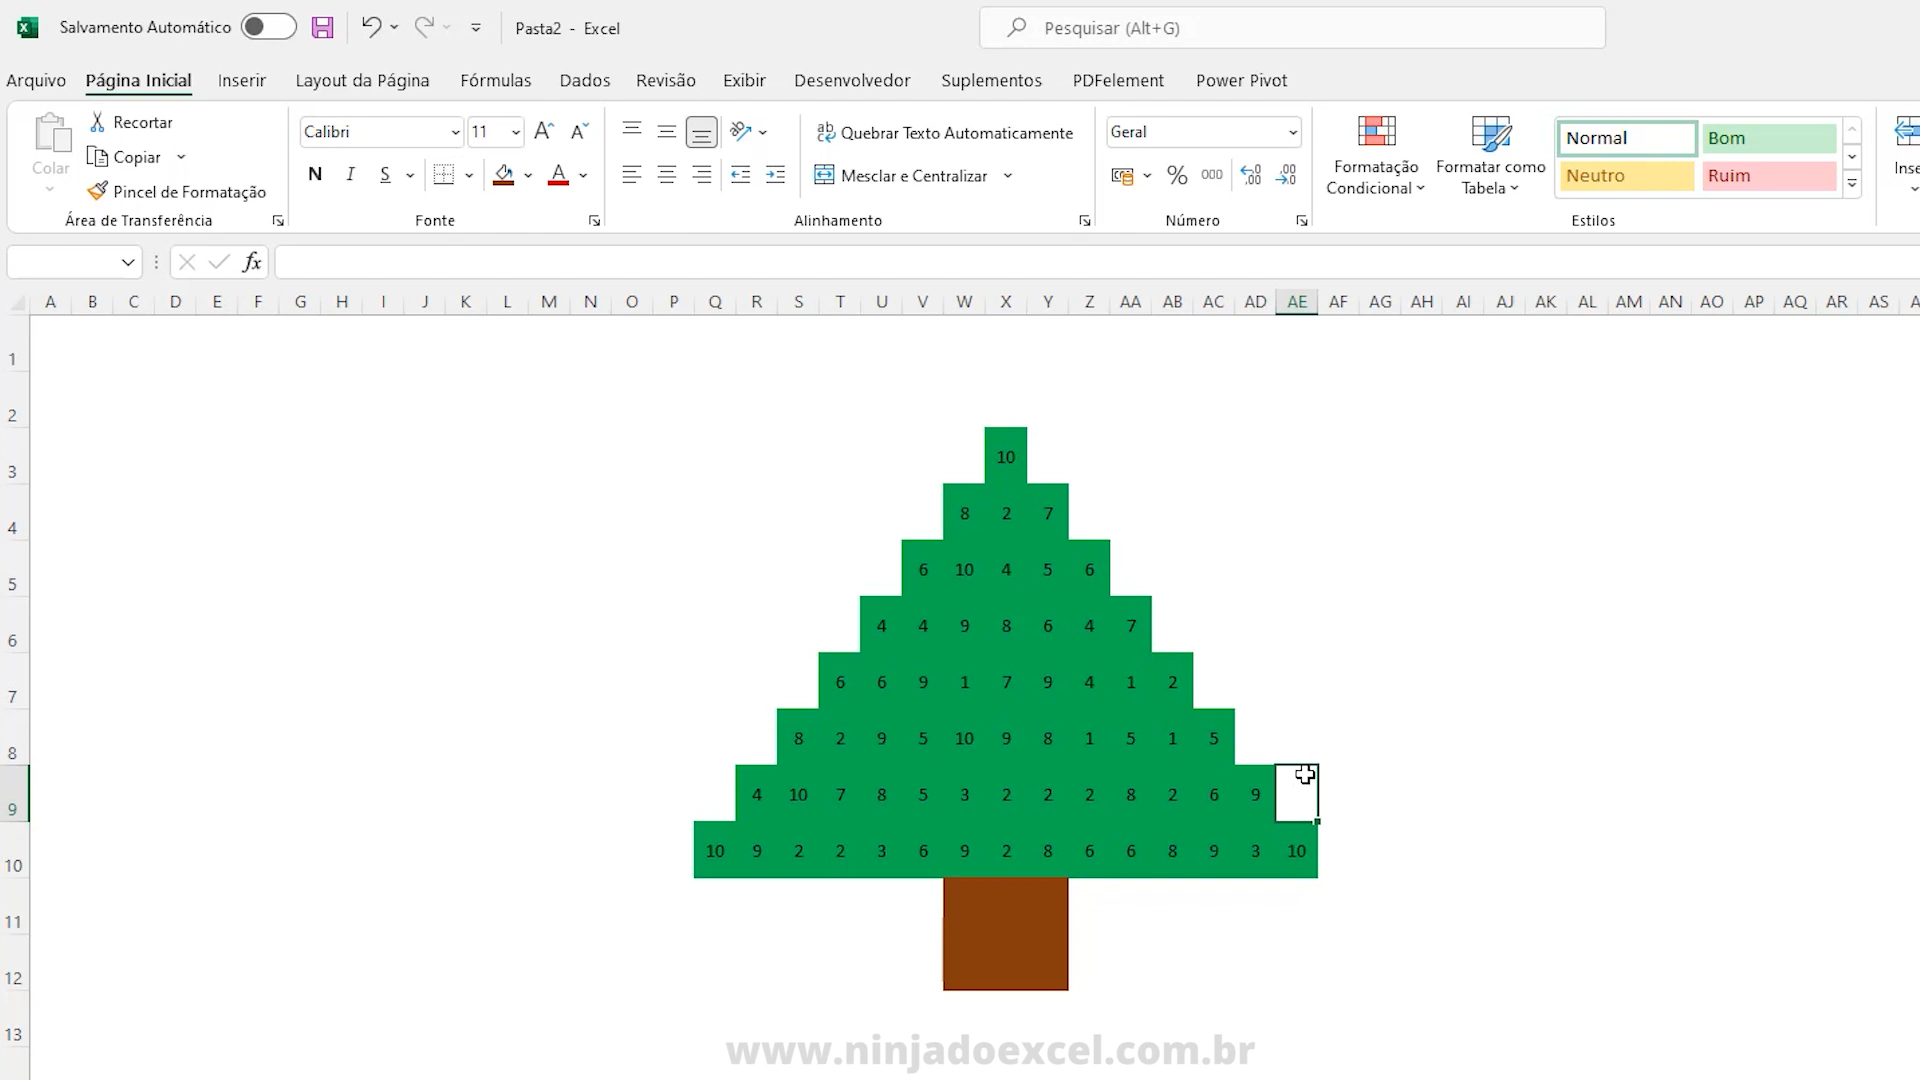 Salvamento Automático Pasta2 - Excel Pesquisar (Alt+G)
Arquivo Página Inicial Inserir Layout da Página Fórmulas Dados Revisão Exibir Desenvolvedor Suplementos PDFelement Power Pivot
Colar
Recortar
Copiar
Pincel de Formatação
Área de Transferência
Calibri 11
N I S A
Fonte
Quebrar Texto Automaticamente
Mesclar e Centralizar
Alinhamento
Geral
% 000
Número
Formatação Condicional
Formatar como Tabela
Normal Bom
Neutro Ruim
Estilos
fx
A B C D E F G H I J K L M N O P Q R S T U V W X Y Z AA AB AC AD AE AF AG AH AI AJ AK AL AM AN AO AP AQ AR AS
1
2
3 10
4 8 2 7
5 6 10 4 5 6
6 4 4 9 8 6 4 7
7 6 6 9 1 7 9 4 1 2
8 8 2 9 5 10 9 8 1 5 1 5
9 4 10 7 8 5 3 2 2 2 8 2 6 9
10 10 9 2 2 3 6 9 2 8 6 6 8 9 3 10
11
12
13
www.ninjadoexcel.com.br